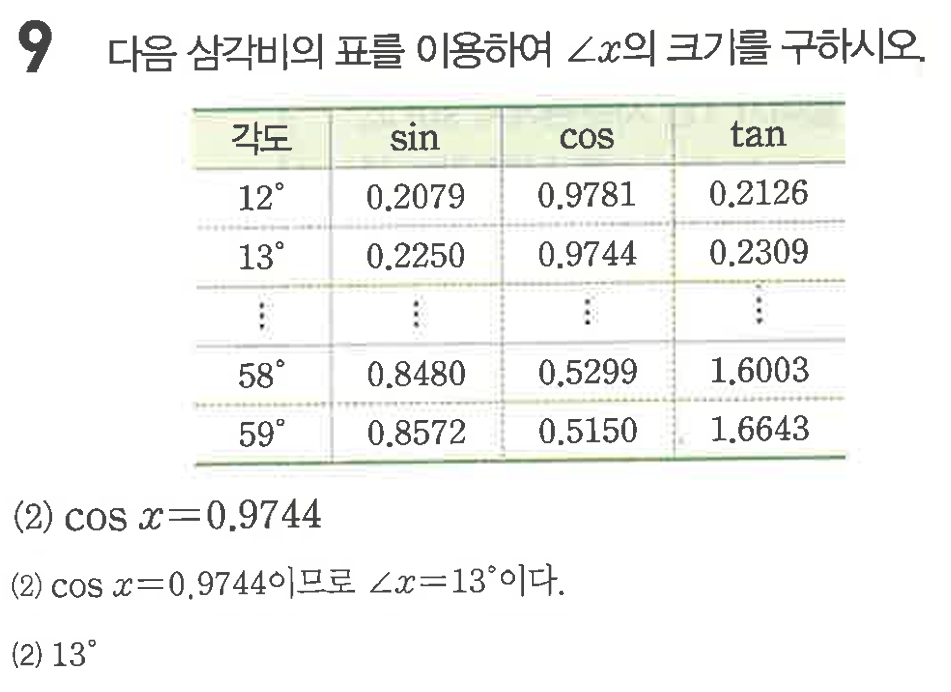 9 다음 삼각비의 표를 이용하여 ∠x의 크기를 구하시오.
각도 sin cos tan
12° 0.2079 0.9781 0.2126
13° 0.2250 0.9744 0.2309
⋮ ⋮ ⋮ ⋮
58° 0.8480 0.5299 1.6003
59° 0.8572 0.5150 1.6643
(2) cos x=0.9744
(2) cos x=0.9744이므로 ∠x=13°이다.
(2) 13°